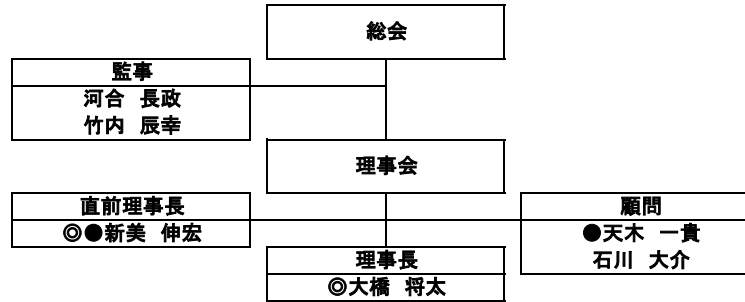 総会
監事
河合 長政
竹内 辰幸
理事会
直前理事長
◎●新美 伸宏
顧問
●天木 一貴
石川 大介
理事長
◎大橋 将太